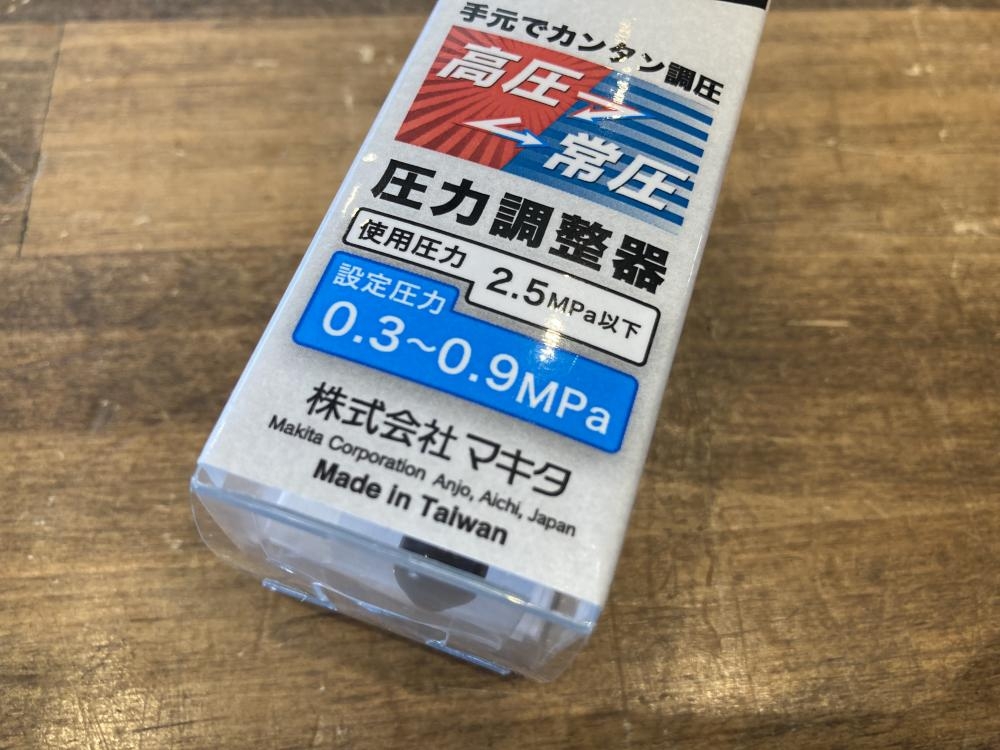 手元でカンタン調圧
高圧
常圧
圧力調整器
使用圧力 2.5MPa以下
設定圧力
0.3~0.9MPa
株式会社マキタ
Makita Corporation Anjo, Aichi, Japan
Made in Taiwan